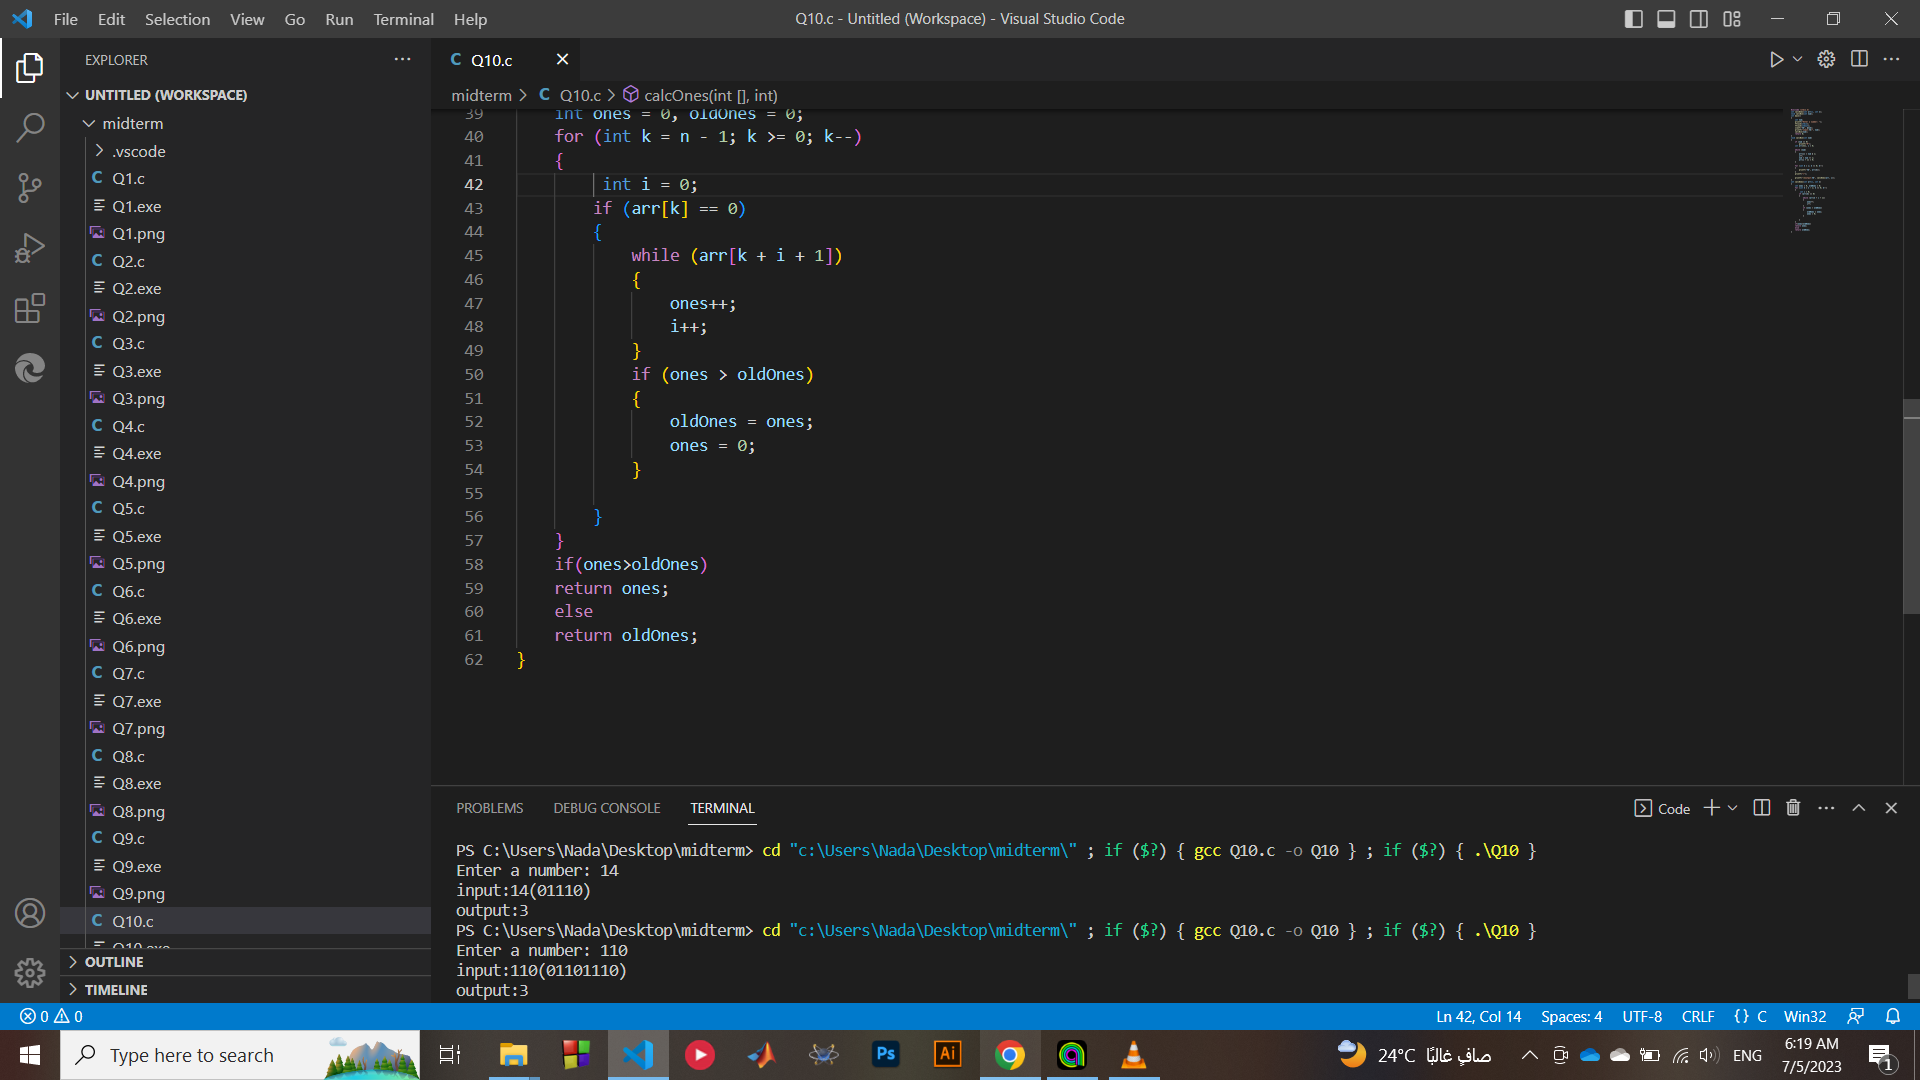 File Edit Selection View Go Run Terminal Help
Q10.c - Untitled (Workspace) - Visual Studio Code
EXPLORER
UNTITLED (WORKSPACE)
midterm
.vscode
C Q1.c
Q1.exe
Q1.png
C Q2.c
Q2.exe
Q2.png
C Q3.c
Q3.exe
Q3.png
C Q4.c
Q4.exe
Q4.png
C Q5.c
Q5.exe
Q5.png
C Q6.c
Q6.exe
Q6.png
C Q7.c
Q7.exe
Q7.png
C Q8.c
Q8.exe
Q8.png
C Q9.c
Q9.exe
Q9.png
C Q10.c
Q10.exe
OUTLINE
TIMELINE
C Q10.c
midterm > C Q10.c > calcOnes(int [], int)
39 int ones = 0, oldOnes = 0;
40 for (int k = n - 1; k >= 0; k--)
41 {
42 int i = 0;
43 if (arr[k] == 0)
44 {
45 while (arr[k + i + 1])
46 {
47 ones++;
48 i++;
49 }
50 if (ones > oldOnes)
51 {
52 oldOnes = ones;
53 ones = 0;
54 }
55
56 }
57 }
58 if(ones>oldOnes)
59 return ones;
60 else
61 return oldOnes;
62 }
PROBLEMS DEBUG CONSOLE TERMINAL
Code
PS C:\Users\Nada\Desktop\midterm> cd "c:\Users\Nada\Desktop\midterm\" ; if ($?) { gcc Q10.c -o Q10 } ; if ($?) { .\Q10 }
Enter a number: 14
input:14(01110)
output:3
PS C:\Users\Nada\Desktop\midterm> cd "c:\Users\Nada\Desktop\midterm\" ; if ($?) { gcc Q10.c -o Q10 } ; if ($?) { .\Q10 }
Enter a number: 110
input:110(01101110)
output:3
0 0
Ln 42, Col 14 Spaces: 4 UTF-8 CRLF {} C Win32
Type here to search
Ps
Ai
24°C صافٍ غالبًا
ENG
6:19 AM
7/5/2023
1